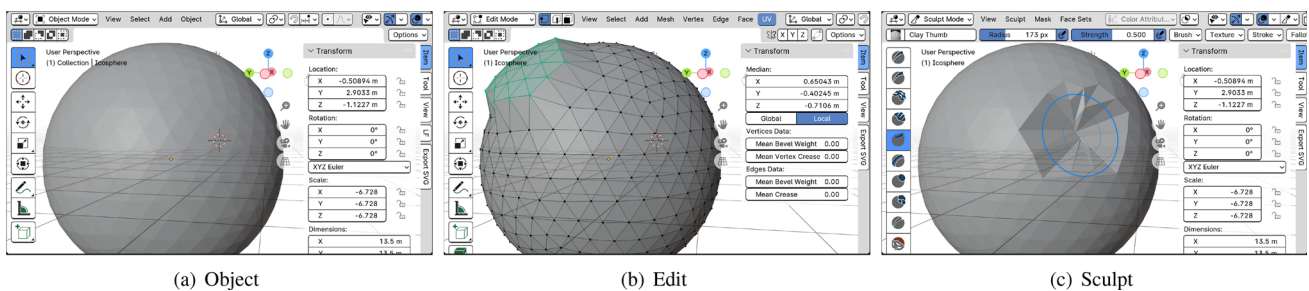 Object Mode View Select Add Object Global
Options
User Perspective
(1) Collection | Icosphere
Z
Y
X
Transform
Location:
X -0.50894 m
Y 2.9033 m
Z -1.1227 m
Rotation:
X 0°
Y 0°
Z 0°
XYZ Euler
Scale:
X -6.728
Y -6.728
Z -6.728
Dimensions:
X 13.5 m
Y 13.5 m
Item
Tool
View
LF
Export SVG
(a) Object
Edit Mode View Select Add Mesh Vertex Edge Face UV Global
X Y Z Options
User Perspective
(1) Icosphere
Z
Y
X
Transform
Median:
X 0.65043 m
Y -0.40245 m
Z -0.7106 m
Global Local
Vertices Data:
Mean Bevel Weight 0.00
Mean Vertex Crease 0.00
Edges Data:
Mean Bevel Weight 0.00
Mean Crease 0.00
Item
Tool
View
Export SVG
(b) Edit
Sculpt Mode View Sculpt Mask Face Sets Color Attribut...
Clay Thumb Radius 173 px Strength 0.500 Brush Texture Stroke
User Perspective
(1) Icosphere
Z
Y
X
Transform
Location:
X -0.50894 m
Y 2.9033 m
Z -1.1227 m
Rotation:
X 0°
Y 0°
Z 0°
XYZ Euler
Scale:
X -6.728
Y -6.728
Z -6.728
Dimensions:
X 13.5 m
Item
Tool
View
Export SVG
(c) Sculpt